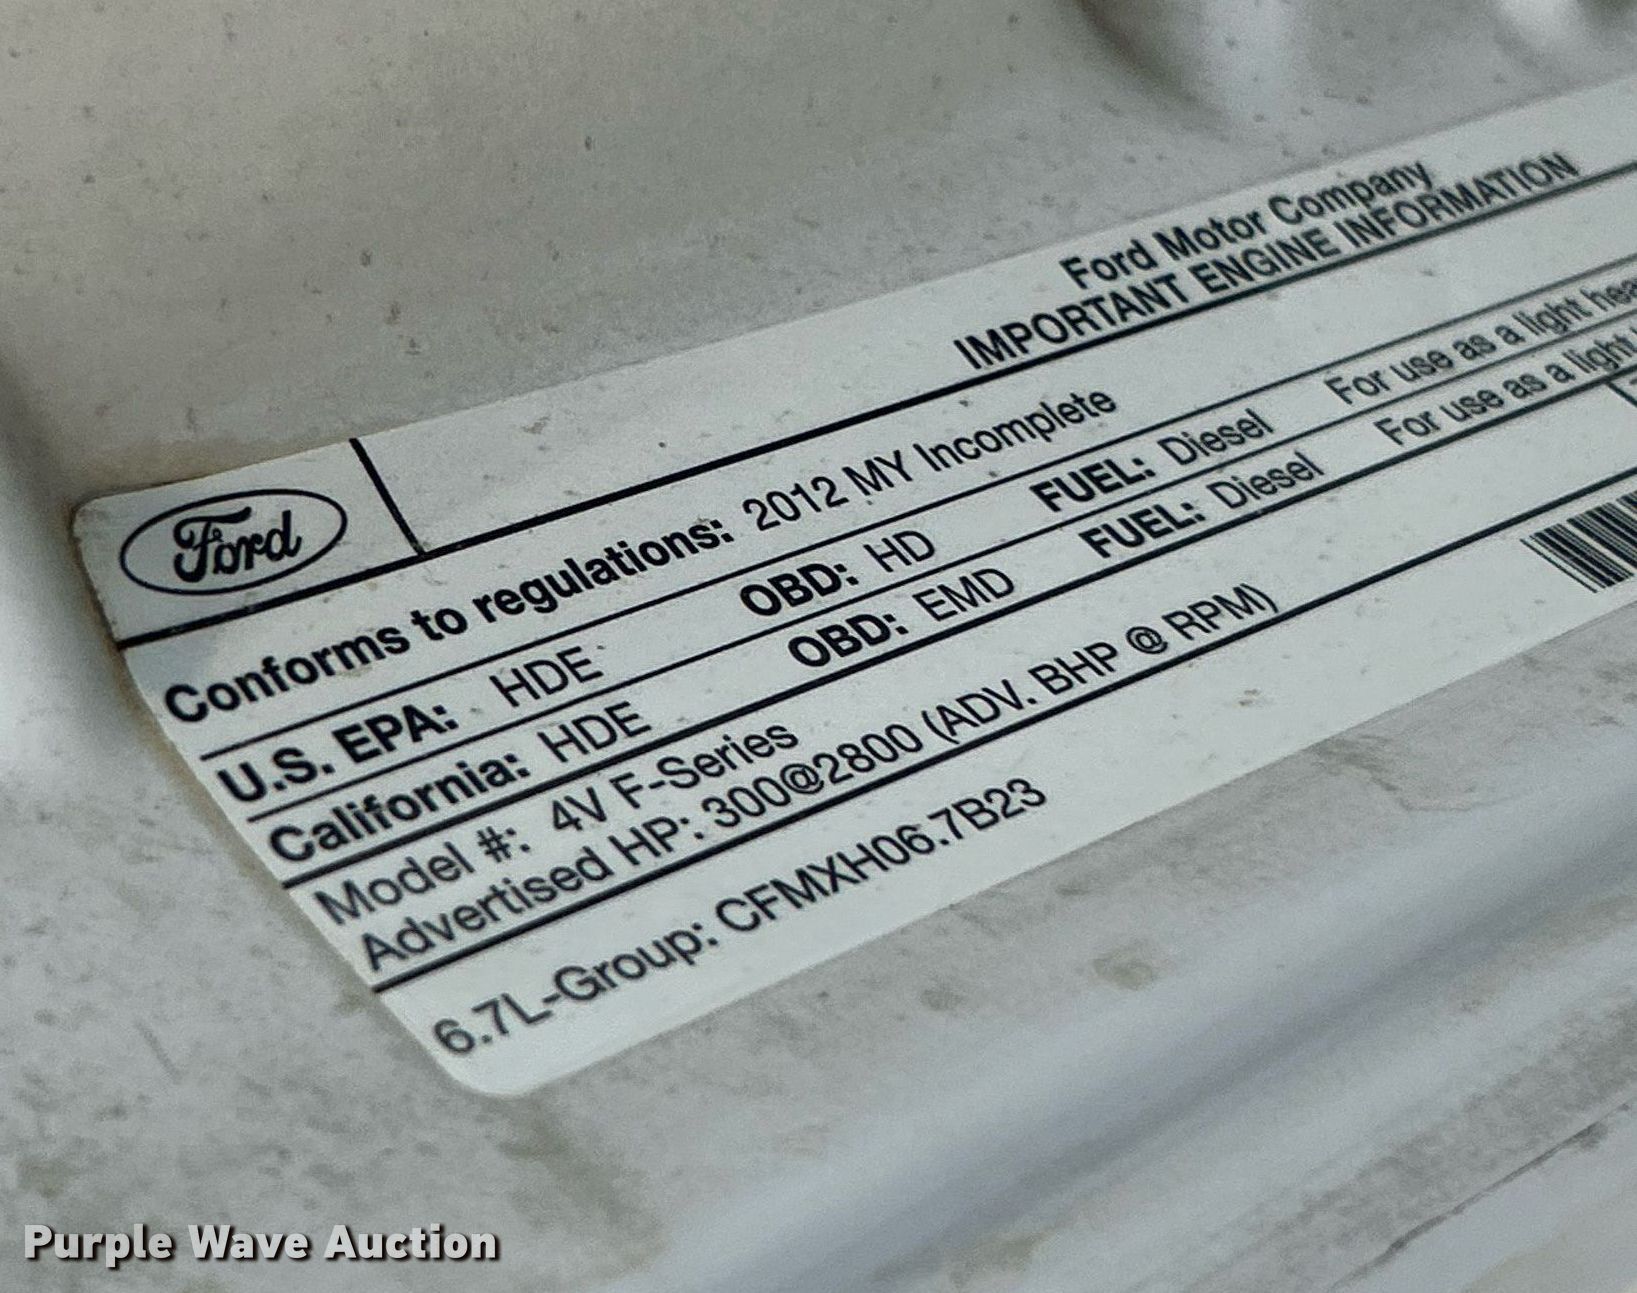 Ford
Ford Motor Company
IMPORTANT ENGINE INFORMATION
Conforms to regulations: 2012 MY Incomplete
U.S. EPA: HDE OBD: HD FUEL: Diesel For use as a light
California: HDE OBD: EMD FUEL: Diesel For use as a light
Model #: 4V F-Series
Advertised HP: 300@2800 (ADV. BHP @ RPM)
6.7L-Group: CFMXH06.7B23
Purple Wave Auction